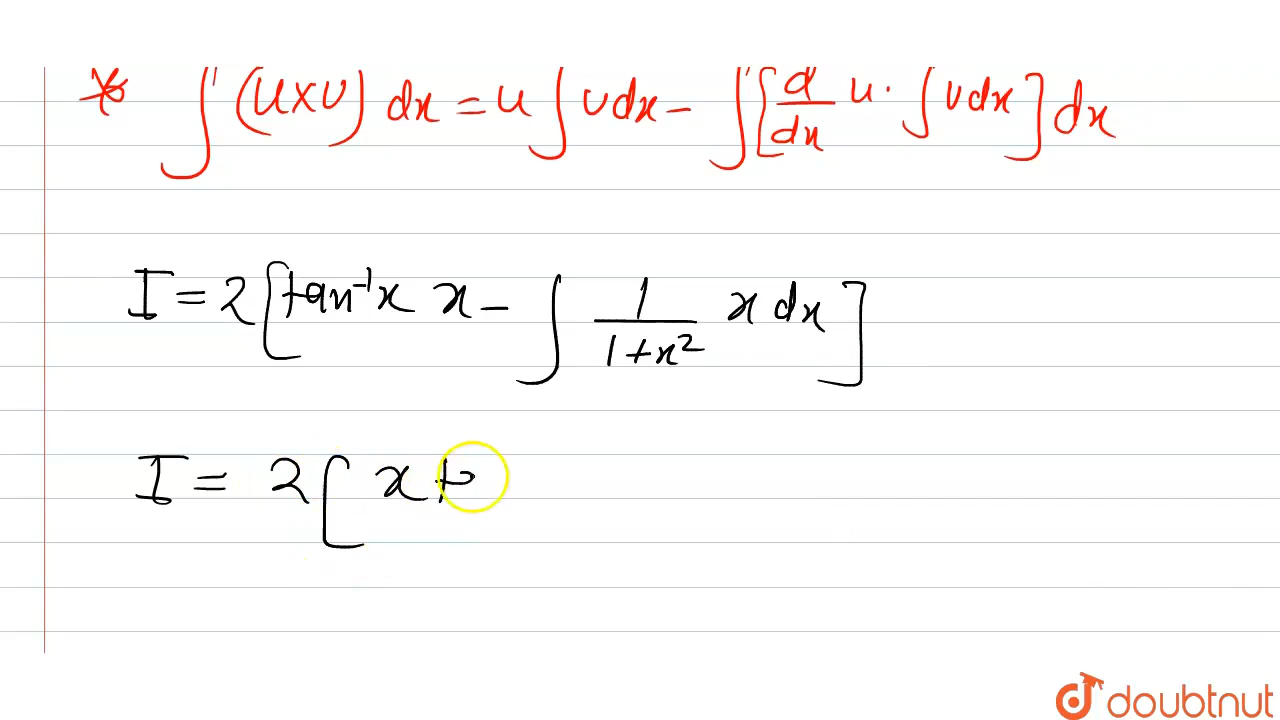 * ∫ (U×V) dx = U ∫ V dx - ∫ [d/dx U · ∫ V dx] dx
I = 2 [tan⁻¹x x - ∫ 1/(1+x²) x dx]
I = 2 [ x t
doubtnut